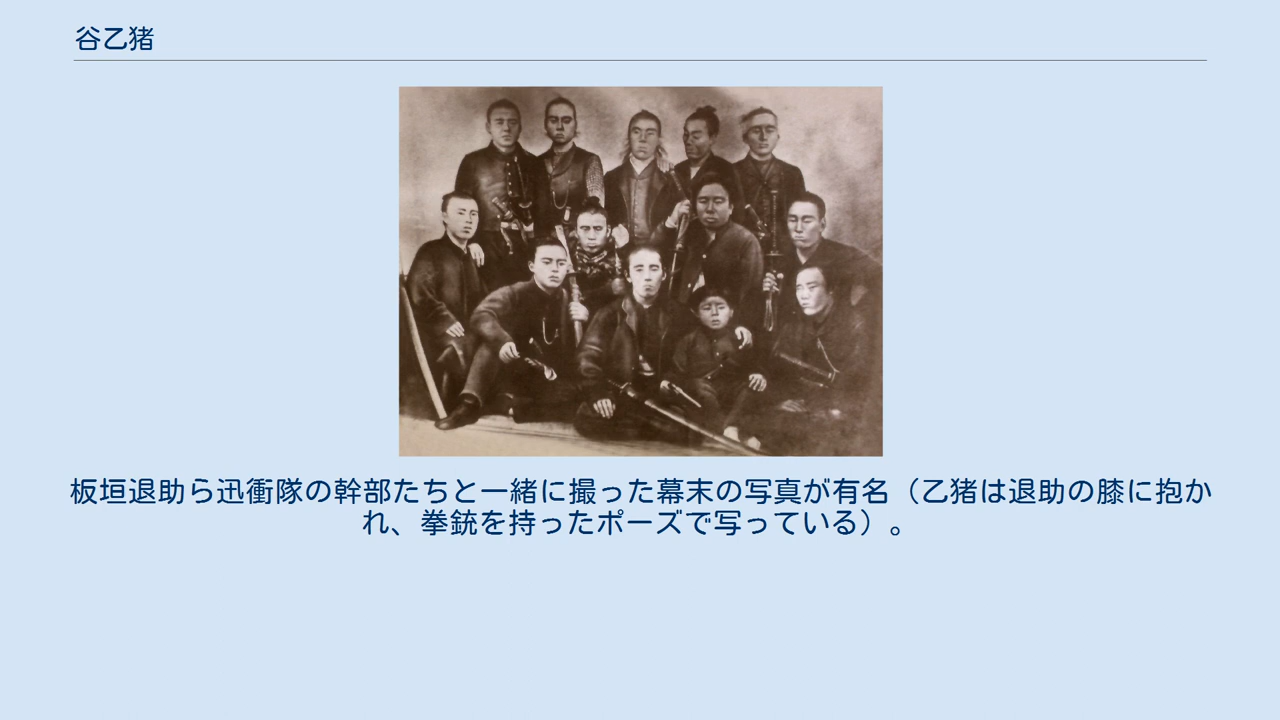 谷乙猪
板垣退助ら迅衝隊の幹部たちと一緒に撮った幕末の写真が有名（乙猪は退助の膝に抱か
れ、拳銃を持ったポーズで写っている）。